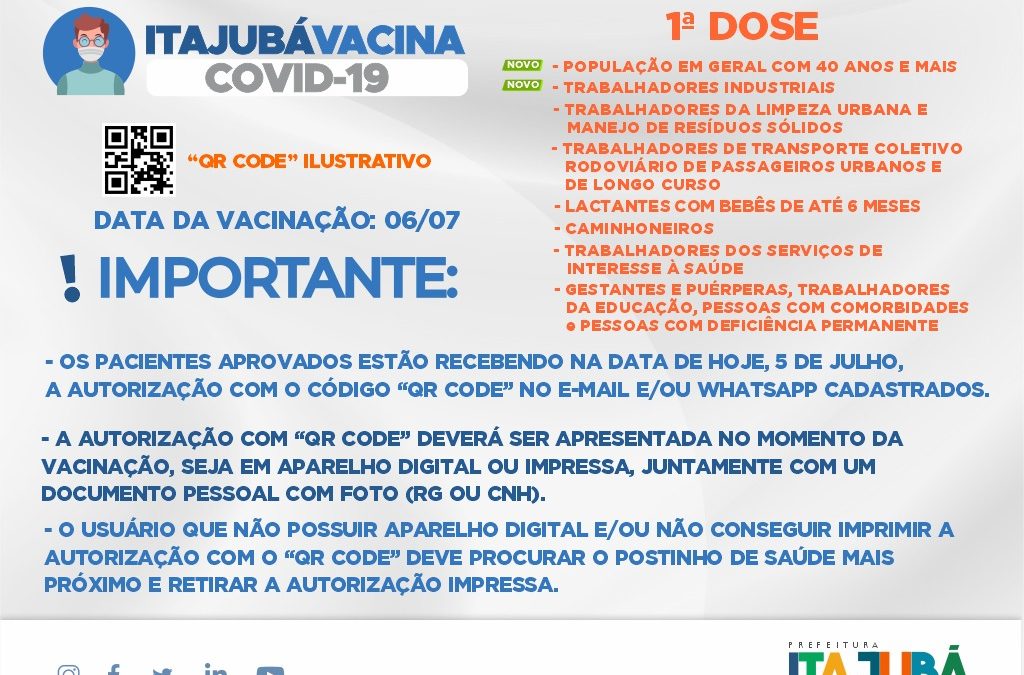 ITAJUBÁVACINA
COVID-19
"QR CODE" ILUSTRATIVO
DATA DA VACINAÇÃO: 06/07
! IMPORTANTE:
1ª DOSE
NOVO - POPULAÇÃO EM GERAL COM 40 ANOS E MAIS
NOVO - TRABALHADORES INDUSTRIAIS
- TRABALHADORES DA LIMPEZA URBANA E
MANEJO DE RESÍDUOS SÓLIDOS
- TRABALHADORES DE TRANSPORTE COLETIVO
RODOVIÁRIO DE PASSAGEIROS URBANOS E
DE LONGO CURSO
- LACTANTES COM BEBÊS DE ATÉ 6 MESES
- CAMINHONEIROS
- TRABALHADORES DOS SERVIÇOS DE
INTERESSE À SAÚDE
- GESTANTES E PUÉRPERAS, TRABALHADORES
DA EDUCAÇÃO, PESSOAS COM COMORBIDADES
e PESSOAS COM DEFICIÊNCIA PERMANENTE
- OS PACIENTES APROVADOS ESTÃO RECEBENDO NA DATA DE HOJE, 5 DE JULHO,
A AUTORIZAÇÃO COM O CÓDIGO "QR CODE" NO E-MAIL E/OU WHATSAPP CADASTRADOS.
- A AUTORIZAÇÃO COM "QR CODE" DEVERÁ SER APRESENTADA NO MOMENTO DA
VACINAÇÃO, SEJA EM APARELHO DIGITAL OU IMPRESSA, JUNTAMENTE COM UM
DOCUMENTO PESSOAL COM FOTO (RG OU CNH).
- O USUÁRIO QUE NÃO POSSUIR APARELHO DIGITAL E/OU NÃO CONSEGUIR IMPRIMIR A
AUTORIZAÇÃO COM O "QR CODE" DEVE PROCURAR O POSTINHO DE SAÚDE MAIS
PRÓXIMO E RETIRAR A AUTORIZAÇÃO IMPRESSA.
PREFEITURA
ITAJUBÁ